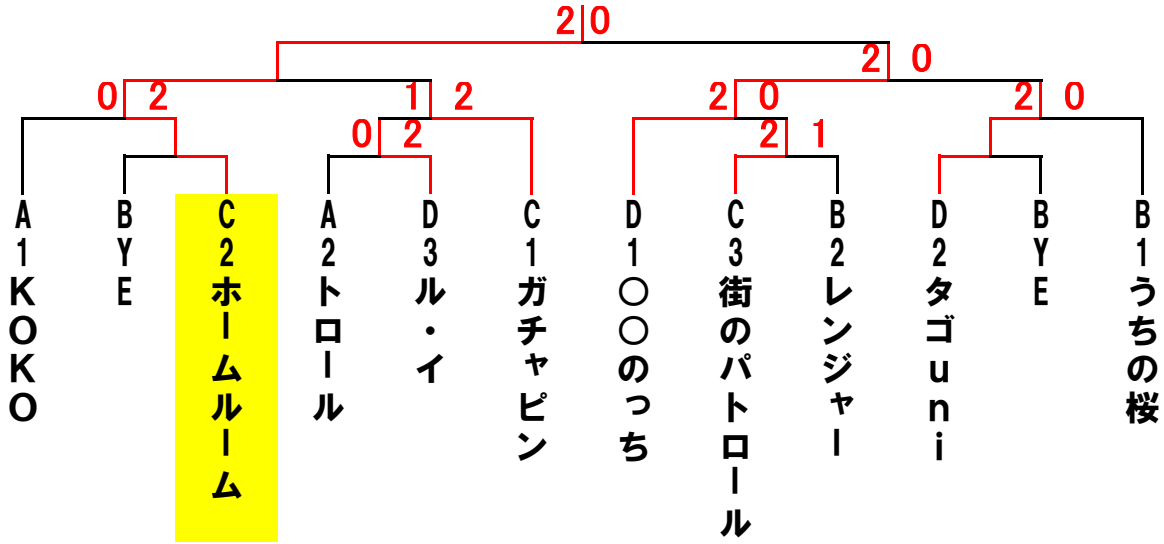 2 0
2 0
0 2
1 2
2 0
2 0
0 2
2 1
A1KOKO
BYE
C2ホームルーム
A2トロール
D3ル・イ
C1ガチャピン
D1○○のっち
C3街のパトロール
B2レンジャー
D2タゴuni
BYE
B1うちの桜